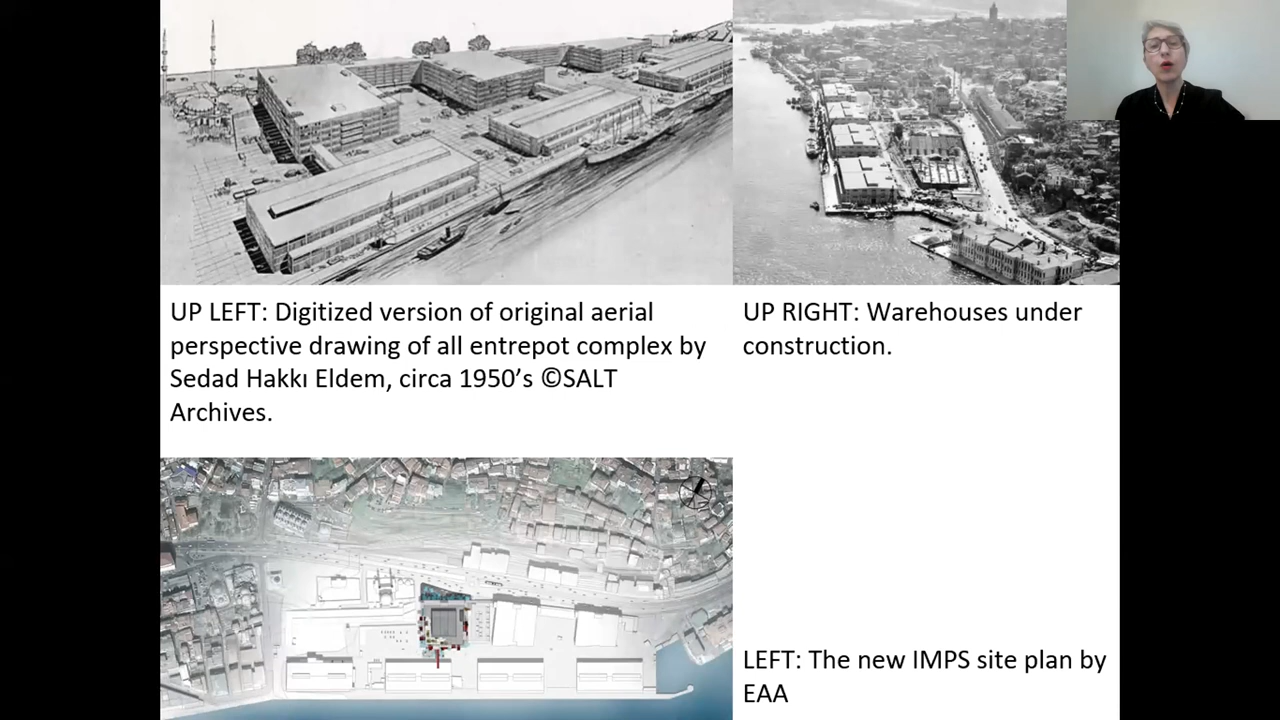 UP LEFT: Digitized version of original aerial
perspective drawing of all entrepot complex by
Sedad Hakkı Eldem, circa 1950’s ©SALT
Archives.
UP RIGHT: Warehouses under
construction.
LEFT: The new IMPS site plan by
EAA